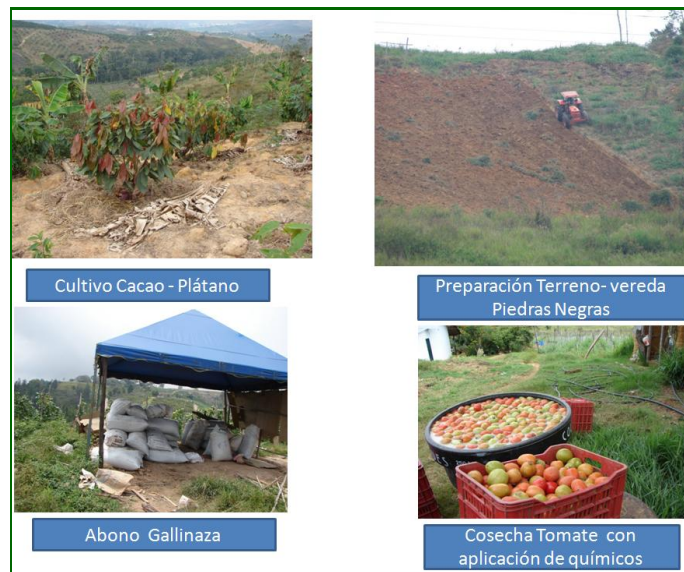 Cultivo Cacao - Plátano
Preparación Terreno- vereda
Piedras Negras
Abono Gallinaza
Cosecha Tomate con
aplicación de químicos